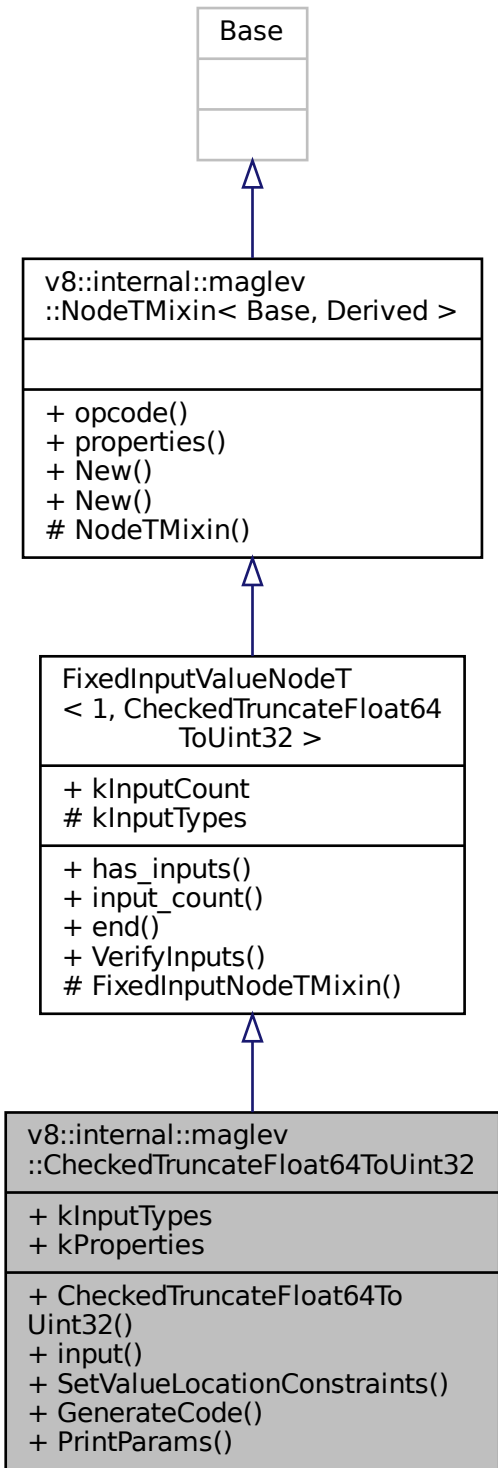 Base
v8::internal::maglev
::NodeTMixin< Base, Derived >
+ opcode()
+ properties()
+ New()
+ New()
# NodeTMixin()
FixedInputValueNodeT
< 1, CheckedTruncateFloat64
ToUint32 >
+ kInputCount
# kInputTypes
+ has_inputs()
+ input_count()
+ end()
+ VerifyInputs()
# FixedInputNodeTMixin()
v8::internal::maglev
::CheckedTruncateFloat64ToUint32
+ kInputTypes
+ kProperties
+ CheckedTruncateFloat64To
Uint32()
+ input()
+ SetValueLocationConstraints()
+ GenerateCode()
+ PrintParams()